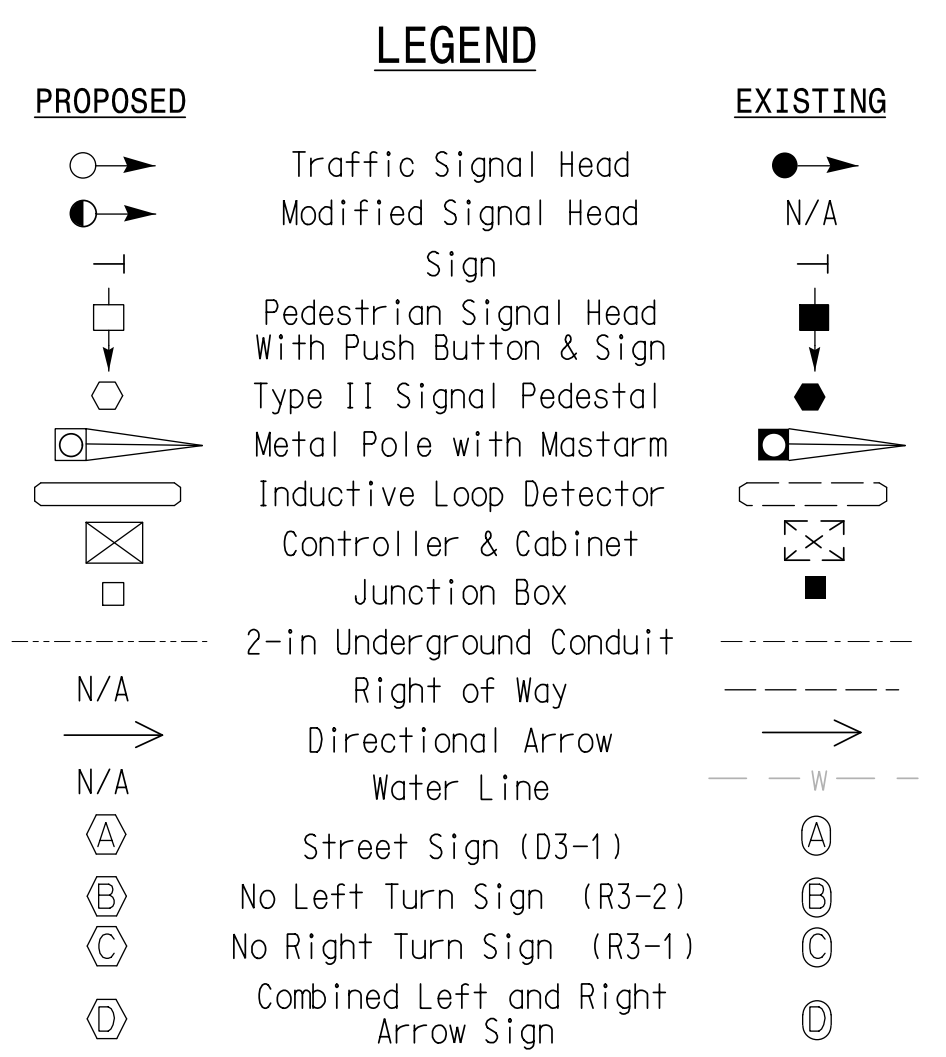 LEGEND
PROPOSED EXISTING
Traffic Signal Head
Modified Signal Head N/A
Sign
Pedestrian Signal Head
With Push Button & Sign
Type II Signal Pedestal
Metal Pole with Mastarm
Inductive Loop Detector
Controller & Cabinet
Junction Box
2-in Underground Conduit
N/A Right of Way
Directional Arrow
N/A Water Line W
A Street Sign (D3-1) A
B No Left Turn Sign (R3-2) B
C No Right Turn Sign (R3-1) C
Combined Left and Right
D Arrow Sign D